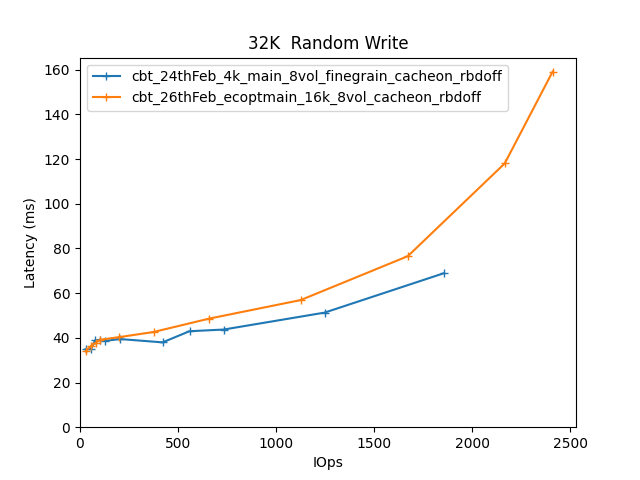 32K  Random Write
cbt_24thFeb_4k_main_8vol_finegrain_cacheon_rbdoff
cbt_26thFeb_ecoptmain_16k_8vol_cacheon_rbdoff
160
140
120
100
80
60
40
20
0
Latency (ms)
0 500 1000 1500 2000 2500
IOps